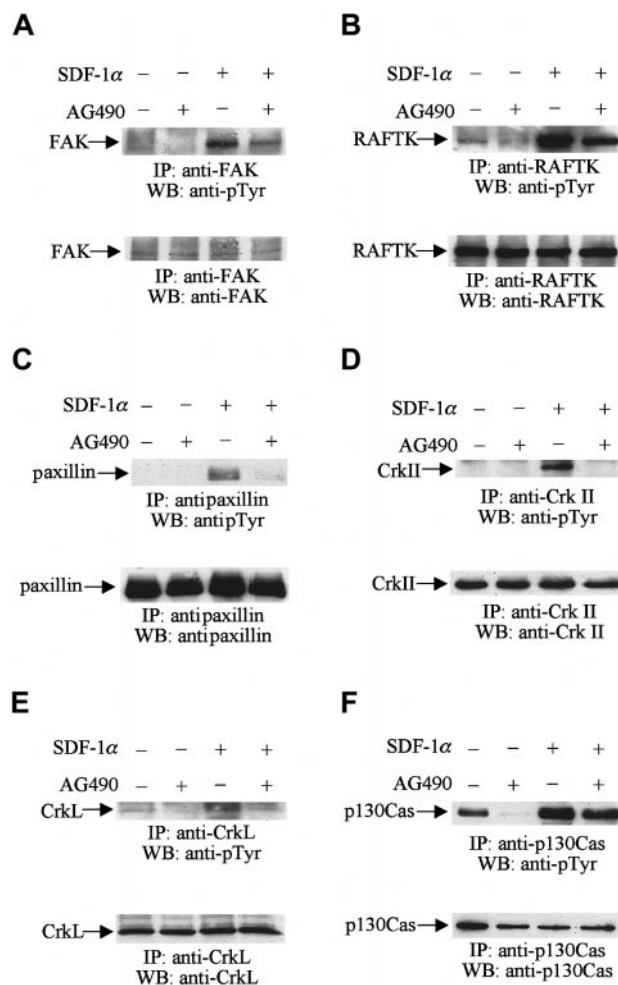 A
SDF-1α – – + +
AG490 – + – +
FAK
IP: anti-FAK
WB: anti-pTyr
FAK
IP: anti-FAK
WB: anti-FAK
B
SDF-1α – – + +
AG490 – + – +
RAFTK
IP: anti-RAFTK
WB: anti-pTyr
RAFTK
IP: anti-RAFTK
WB: anti-RAFTK
C
SDF-1α – – + +
AG490 – + – +
paxillin
IP: antipaxillin
WB: antipTyr
paxillin
IP: antipaxillin
WB: antipaxillin
D
SDF-1α – – + +
AG490 – + – +
CrkII
IP: anti-Crk II
WB: anti-pTyr
CrkII
IP: anti-Crk II
WB: anti-Crk II
E
SDF-1α – – + +
AG490 – + – +
CrkL
IP: anti-CrkL
WB: anti-pTyr
CrkL
IP: anti-CrkL
WB: anti-CrkL
F
SDF-1α – – + +
AG490 – + – +
p130Cas
IP: anti-p130Cas
WB: anti-pTyr
p130Cas
IP: anti-p130Cas
WB: anti-p130Cas